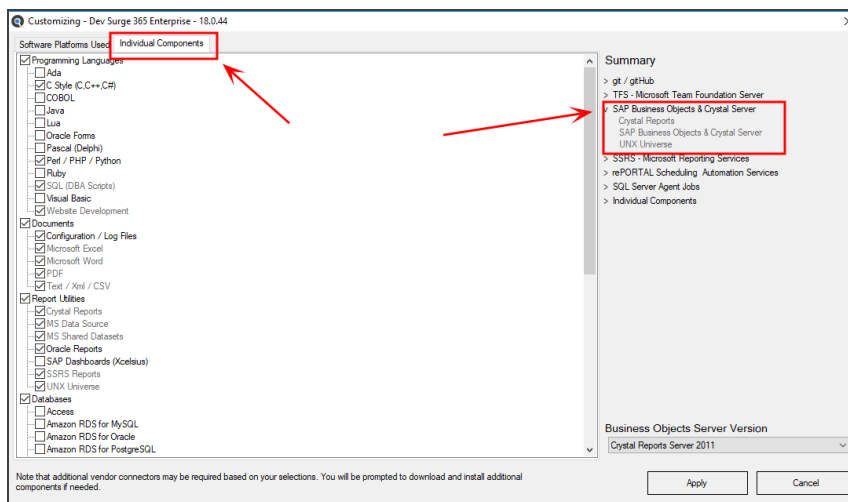 Customizing - Dev Surge 365 Enterprise - 18.0.44
Software Platforms Used
Individual Components
Programming Languages
Ada
C Style (C,C++,C#)
COBOL
Java
Lua
Oracle Forms
Pascal (Delphi)
Perl / PHP / Python
Ruby
SQL (DBA Scripts)
Visual Basic
Website Development
Documents
Configuration / Log Files
Microsoft Excel
Microsoft Word
PDF
Text / Xml / CSV
Report Utilities
Crystal Reports
MS Data Source
MS Shared Datasets
Oracle Reports
SAP Dashboards (Xcelsius)
SSRS Reports
UNX Universe
Databases
Access
Amazon RDS for MySQL
Amazon RDS for Oracle
Amazon RDS for PostgreSQL
Summary
> git / gitHub
> TFS - Microsoft Team Foundation Server
v SAP Business Objects & Crystal Server
Crystal Reports
SAP Business Objects & Crystal Server
UNX Universe
> SSRS - Microsoft Reporting Services
> rePORTAL Scheduling Automation Services
> SQL Server Agent Jobs
> Individual Components
Business Objects Server Version
Crystal Reports Server 2011
Note that additional vendor connectors may be required based on your selections. You will be prompted to download and install additional
components if needed.
Apply
Cancel